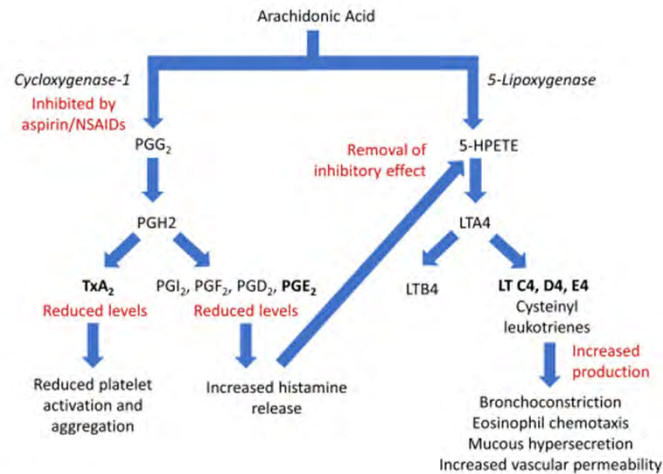 Arachidonic Acid
Cycloxygenase-1
Inhibited by
aspirin/NSAIDs
5-Lipoxygenase
PGG₂
Removal of
inhibitory effect
5-HPETE
PGH2
LTA4
TxA₂
Reduced levels
PGI₂, PGF₂, PGD₂, PGE₂
Reduced levels
LTB4
LT C4, D4, E4
Cysteinyl
leukotrienes
Reduced platelet
activation and
aggregation
Increased histamine
release
Increased
production
Bronchoconstriction
Eosinophil chemotaxis
Mucous hypersecretion
Increased vascular permeability